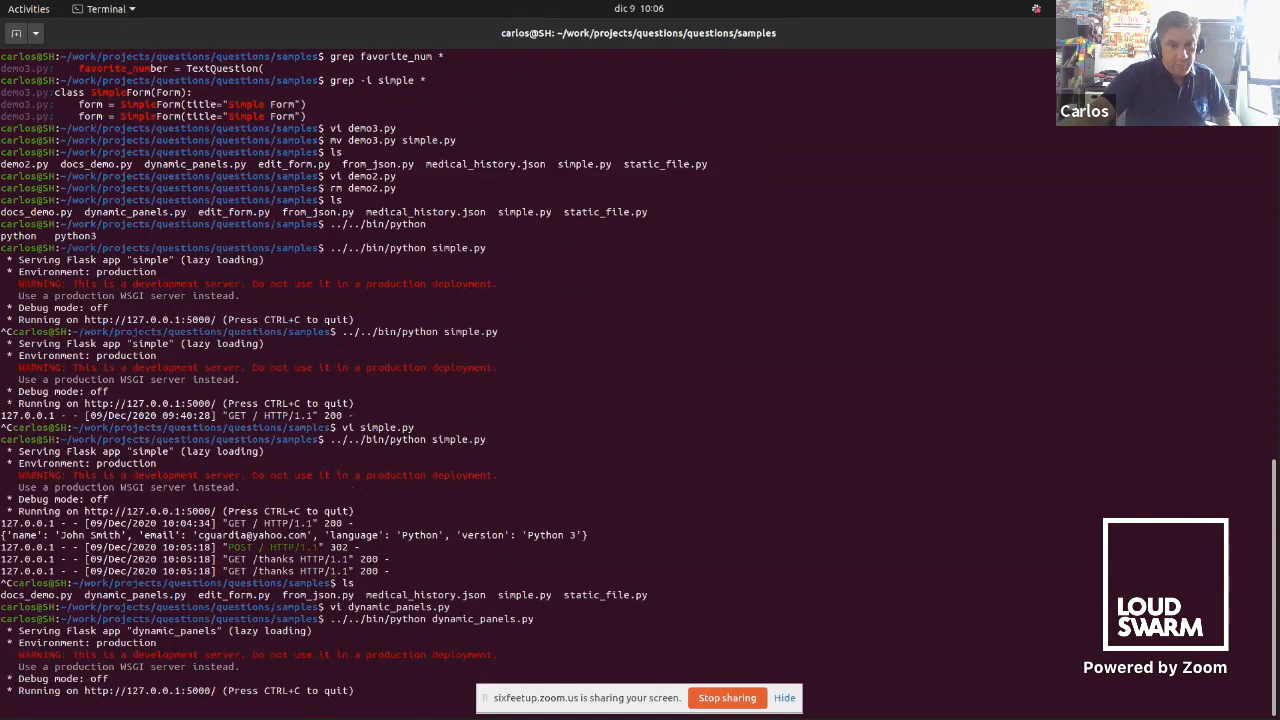 Activities
Terminal
dic 9 10:06
carlos@SH: ~/work/projects/questions/questions/samples
carlos@SH:~/work/projects/questions/questions/samples$ grep favorite_num *
demo3.py:    favorite_number = TextQuestion(
carlos@SH:~/work/projects/questions/questions/samples$ grep -i simple *
demo3.py:class SimpleForm(Form):
demo3.py:    form = SimpleForm(title="Simple Form")
demo3.py:    form = SimpleForm(title="Simple Form")
carlos@SH:~/work/projects/questions/questions/samples$ vi demo3.py
carlos@SH:~/work/projects/questions/questions/samples$ mv demo3.py simple.py
carlos@SH:~/work/projects/questions/questions/samples$ ls
demo2.py  docs_demo.py  dynamic_panels.py  edit_form.py  from_json.py  medical_history.json  simple.py  static_file.py
carlos@SH:~/work/projects/questions/questions/samples$ vi demo2.py
carlos@SH:~/work/projects/questions/questions/samples$ rm demo2.py
carlos@SH:~/work/projects/questions/questions/samples$ ls
docs_demo.py  dynamic_panels.py  edit_form.py  from_json.py  medical_history.json  simple.py  static_file.py
carlos@SH:~/work/projects/questions/questions/samples$ ../../bin/python
python   python3
carlos@SH:~/work/projects/questions/questions/samples$ ../../bin/python simple.py
 * Serving Flask app "simple" (lazy loading)
 * Environment: production
   WARNING: This is a development server. Do not use it in a production deployment.
   Use a production WSGI server instead.
 * Debug mode: off
 * Running on http://127.0.0.1:5000/ (Press CTRL+C to quit)
^Ccarlos@SH:~/work/projects/questions/questions/samples$ ../../bin/python simple.py
 * Serving Flask app "simple" (lazy loading)
 * Environment: production
   WARNING: This is a development server. Do not use it in a production deployment.
   Use a production WSGI server instead.
 * Debug mode: off
 * Running on http://127.0.0.1:5000/ (Press CTRL+C to quit)
127.0.0.1 - - [09/Dec/2020 09:40:28] "GET / HTTP/1.1" 200 -
^Ccarlos@SH:~/work/projects/questions/questions/samples$ vi simple.py
carlos@SH:~/work/projects/questions/questions/samples$ ../../bin/python simple.py
 * Serving Flask app "simple" (lazy loading)
 * Environment: production
   WARNING: This is a development server. Do not use it in a production deployment.
   Use a production WSGI server instead.
 * Debug mode: off
 * Running on http://127.0.0.1:5000/ (Press CTRL+C to quit)
127.0.0.1 - - [09/Dec/2020 10:04:34] "GET / HTTP/1.1" 200 -
{'name': 'John Smith', 'email': 'cguardia@yahoo.com', 'language': 'Python', 'version': 'Python 3'}
127.0.0.1 - - [09/Dec/2020 10:05:18] "POST / HTTP/1.1" 302 -
127.0.0.1 - - [09/Dec/2020 10:05:18] "GET /thanks HTTP/1.1" 200 -
127.0.0.1 - - [09/Dec/2020 10:05:18] "GET /thanks HTTP/1.1" 200 -
^Ccarlos@SH:~/work/projects/questions/questions/samples$ ls
docs_demo.py  dynamic_panels.py  edit_form.py  from_json.py  medical_history.json  simple.py  static_file.py
carlos@SH:~/work/projects/questions/questions/samples$ vi dynamic_panels.py
carlos@SH:~/work/projects/questions/questions/samples$ ../../bin/python dynamic_panels.py
 * Serving Flask app "dynamic_panels" (lazy loading)
 * Environment: production
   WARNING: This is a development server. Do not use it in a production deployment.
   Use a production WSGI server instead.
 * Debug mode: off
 * Running on http://127.0.0.1:5000/ (Press CTRL+C to quit)
Carlos
LOUD
SWARM
Powered by Zoom
sixfeetup.zoom.us is sharing your screen.
Stop sharing
Hide